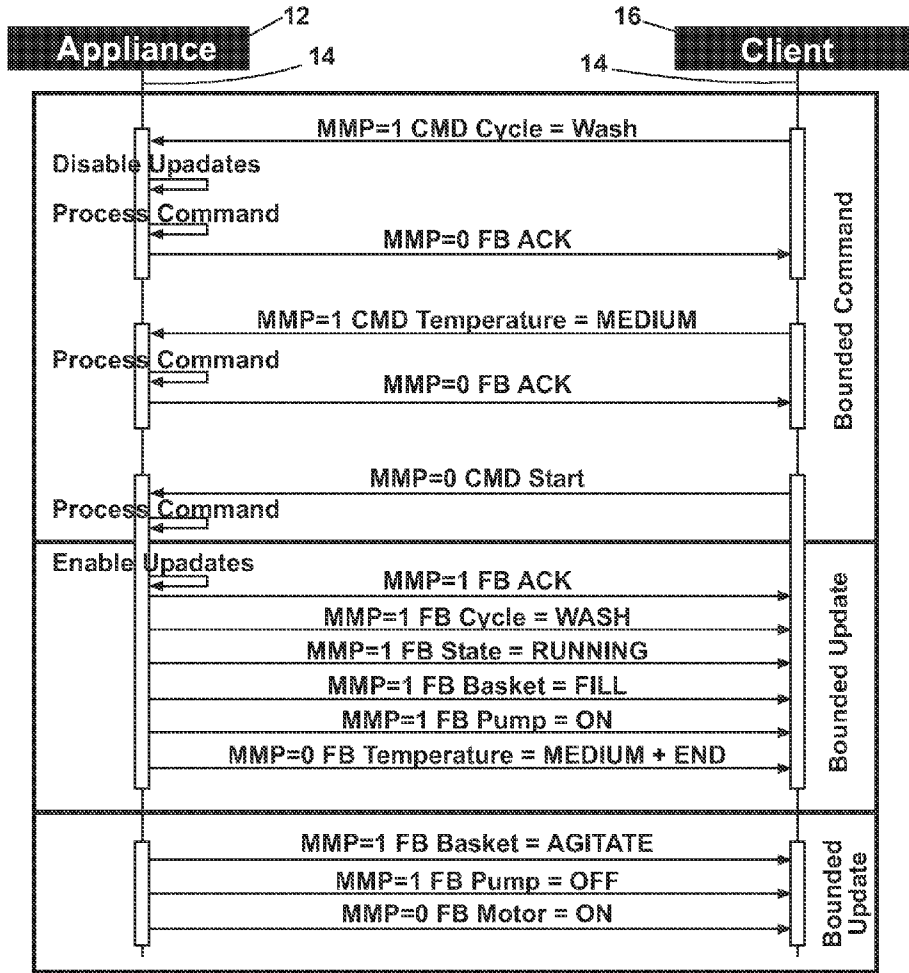 12
16
Appliance
Client
14
14
MMP=1 CMD Cycle = Wash
Disable Upadates
Process Command
MMP=0 FB ACK
MMP=1 CMD Temperature = MEDIUM
Process Command
MMP=0 FB ACK
MMP=0 CMD Start
Process Command
Bounded Command
Enable Upadates
MMP=1 FB ACK
MMP=1 FB Cycle = WASH
MMP=1 FB State = RUNNING
MMP=1 FB Basket = FILL
MMP=1 FB Pump = ON
MMP=0 FB Temperature = MEDIUM + END
Bounded Update
MMP=1 FB Basket = AGITATE
MMP=1 FB Pump = OFF
MMP=0 FB Motor = ON
Bounded
Update